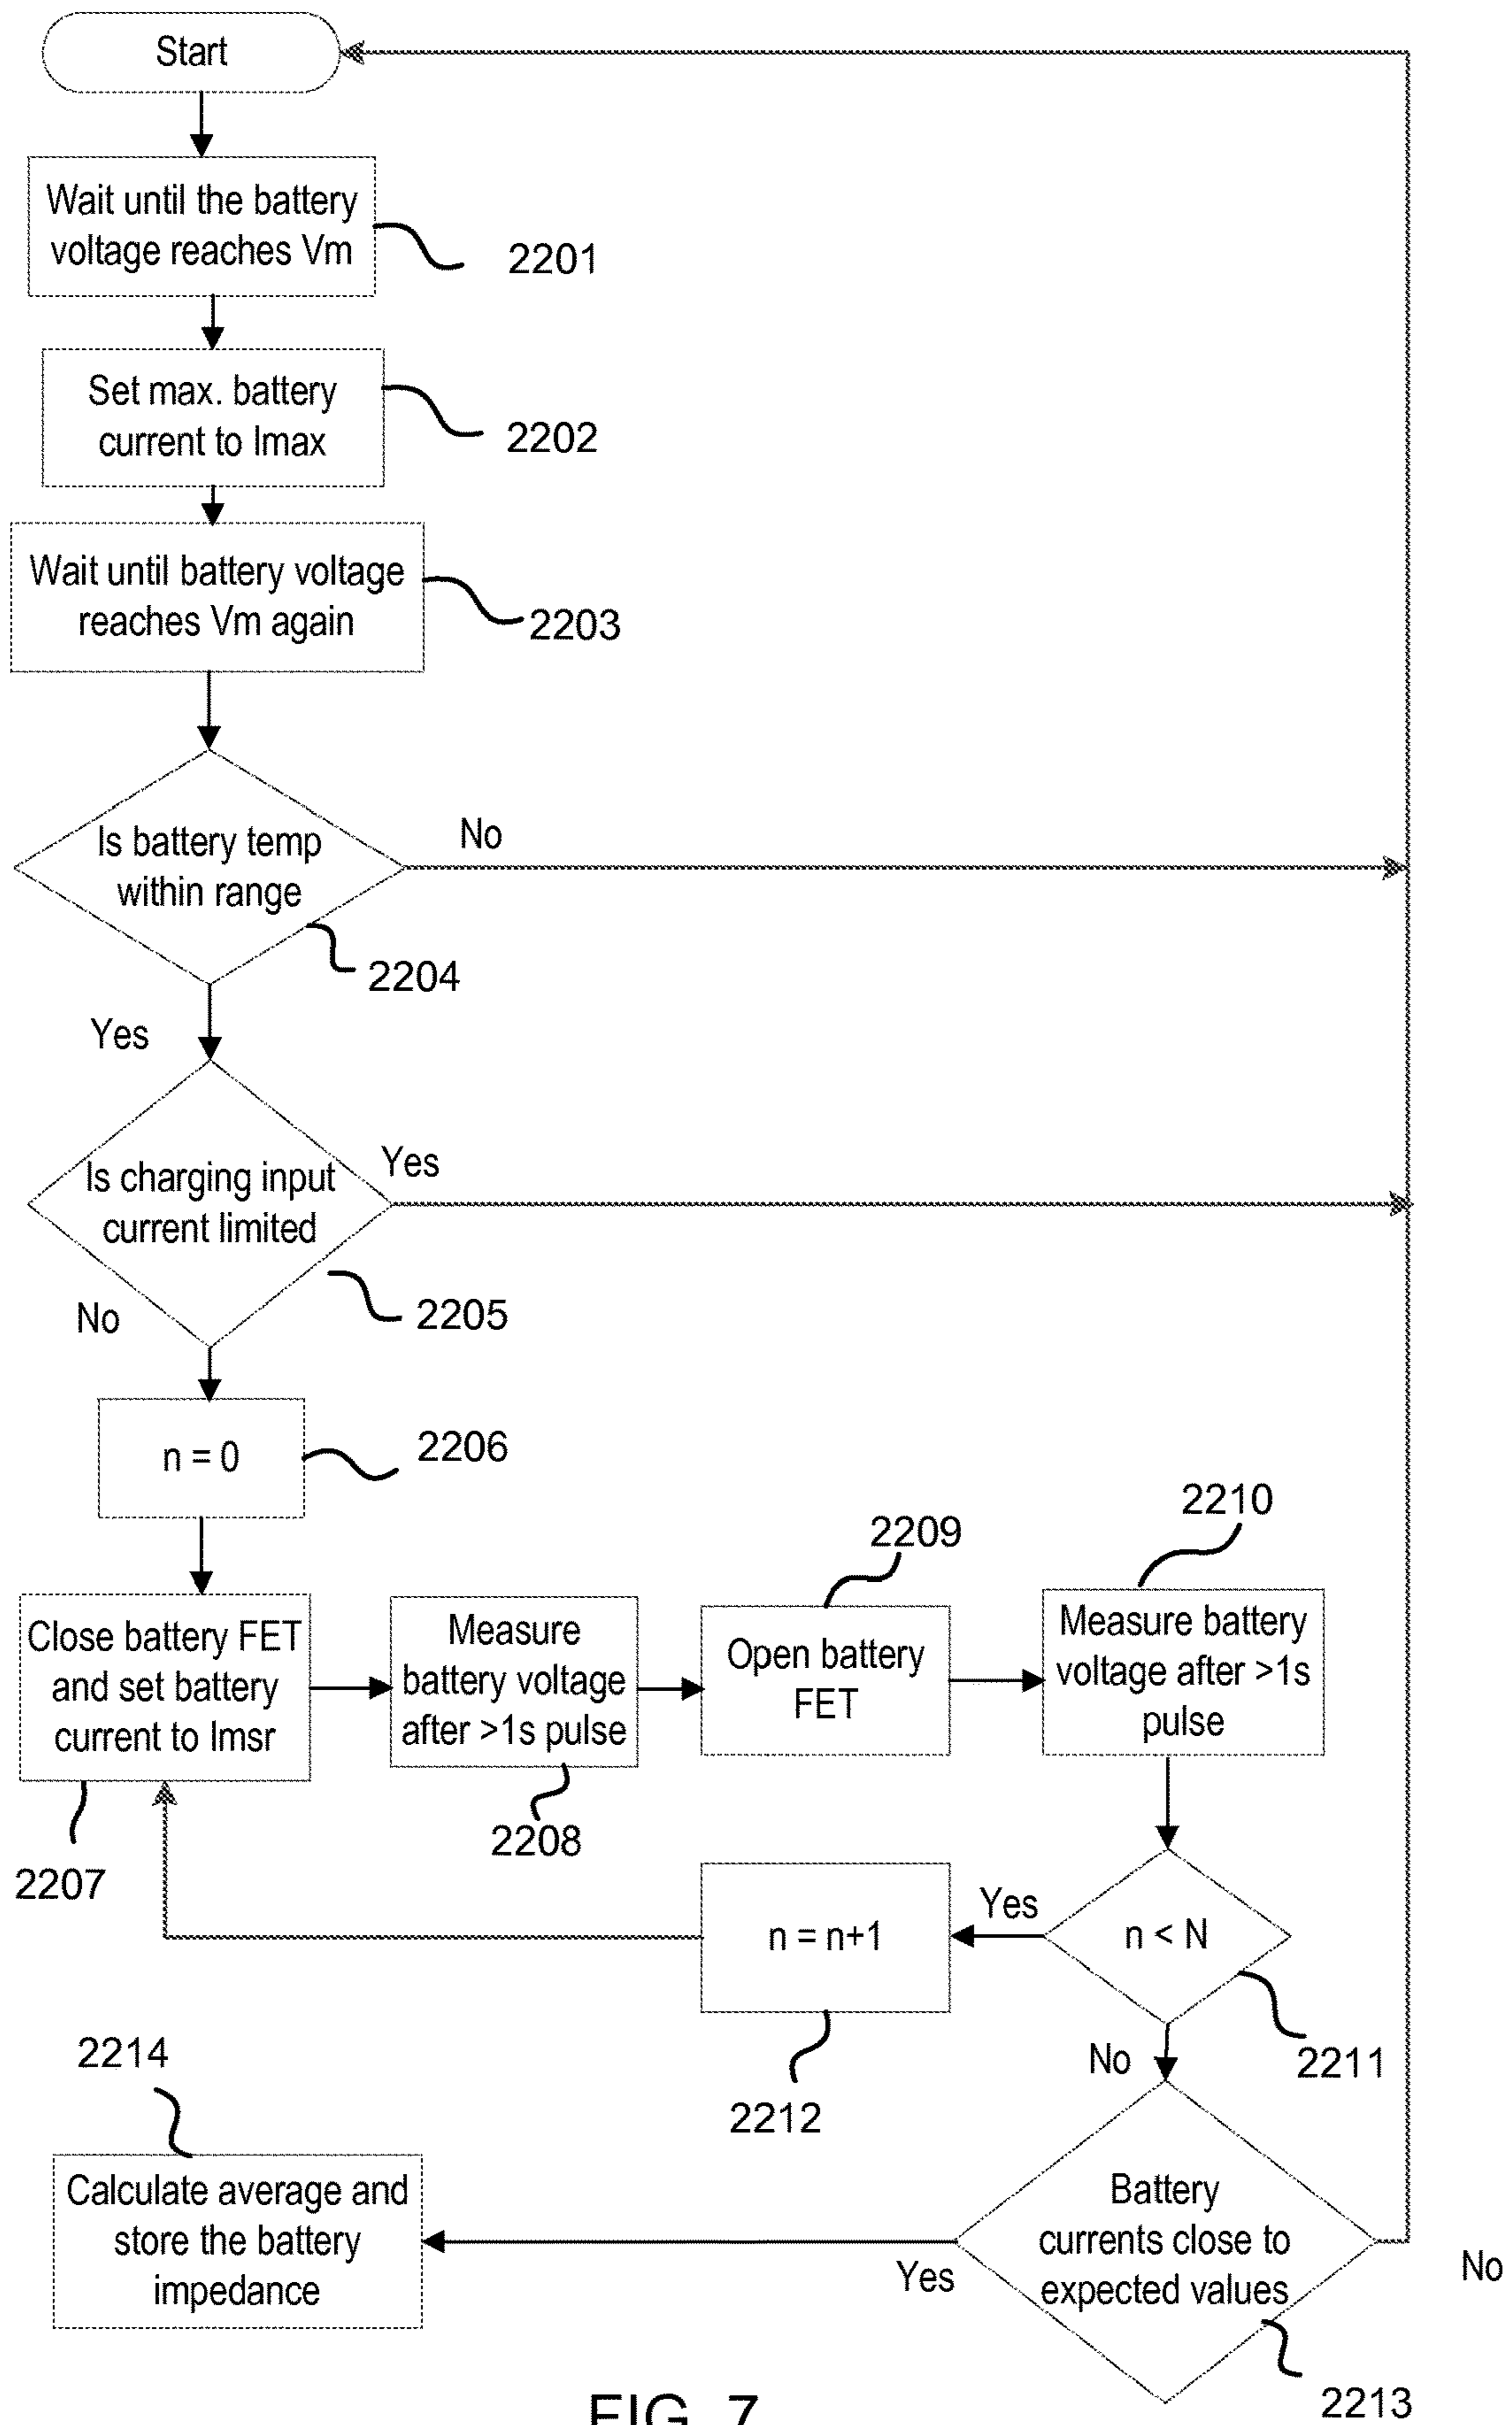 Start
Wait until the battery
voltage reaches Vm
2201
Set max. battery
current to Imax
2202
Wait until battery voltage
reaches Vm again
2203
Is battery temp
within range
No
2204
Yes
Is charging input
current limited
Yes
2205
No
n = 0
2206
Close battery FET
and set battery
current to Imsr
2207
Measure
battery voltage
after >1s pulse
2208
2209
Open battery
FET
2210
Measure battery
voltage after >1s
pulse
n < N
Yes
2211
n = n+1
2212
No
Battery
currents close to
expected values
No
Yes
2213
2214
Calculate average and
store the battery
impedance
FIG. 7